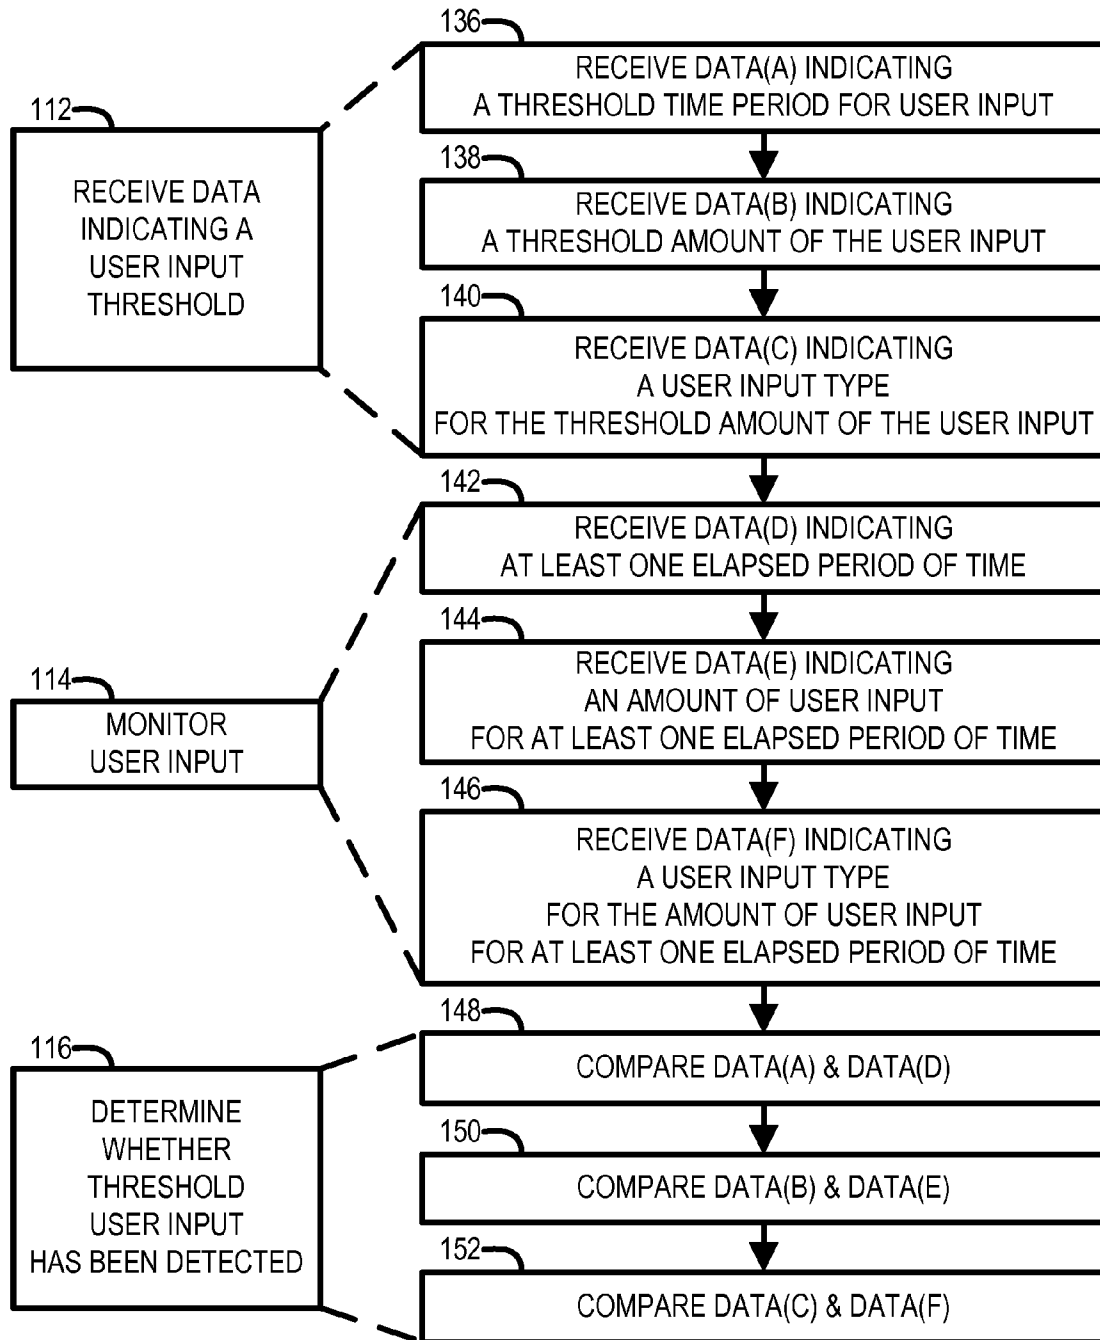 136
RECEIVE DATA(A) INDICATING
A THRESHOLD TIME PERIOD FOR USER INPUT
112
RECEIVE DATA
INDICATING A
USER INPUT
THRESHOLD
138
RECEIVE DATA(B) INDICATING
A THRESHOLD AMOUNT OF THE USER INPUT
140
RECEIVE DATA(C) INDICATING
A USER INPUT TYPE
FOR THE THRESHOLD AMOUNT OF THE USER INPUT
142
RECEIVE DATA(D) INDICATING
AT LEAST ONE ELAPSED PERIOD OF TIME
114
MONITOR
USER INPUT
144
RECEIVE DATA(E) INDICATING
AN AMOUNT OF USER INPUT
FOR AT LEAST ONE ELAPSED PERIOD OF TIME
146
RECEIVE DATA(F) INDICATING
A USER INPUT TYPE
FOR THE AMOUNT OF USER INPUT
FOR AT LEAST ONE ELAPSED PERIOD OF TIME
116
DETERMINE
WHETHER
THRESHOLD
USER INPUT
HAS BEEN DETECTED
148
COMPARE DATA(A) & DATA(D)
150
COMPARE DATA(B) & DATA(E)
152
COMPARE DATA(C) & DATA(F)